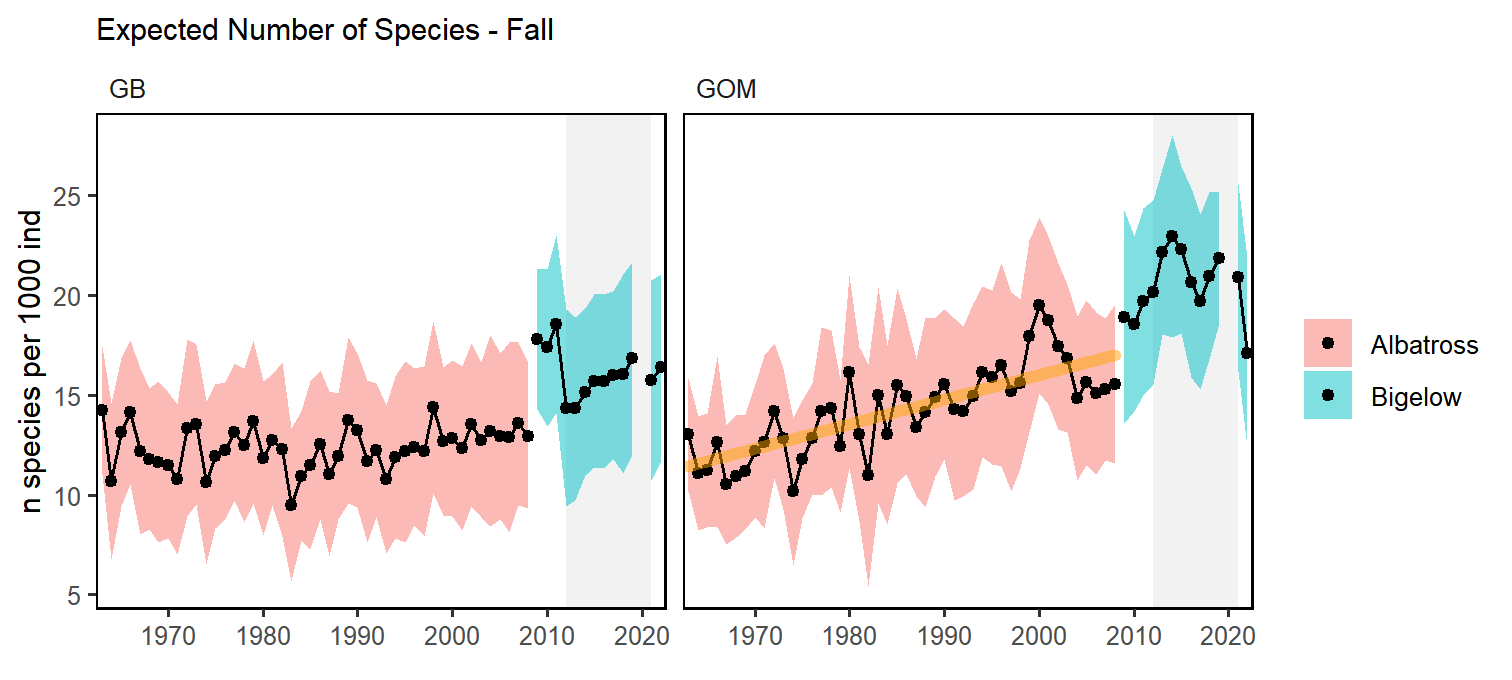 Expected Number of Species - Fall
GB
GOM
n species per 1000 ind
25
20
15
10
5
1970 1980 1990 2000 2010 2020
1970 1980 1990 2000 2010 2020
Albatross
Bigelow